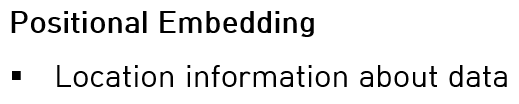 Positional Embedding
▪ Location information about data